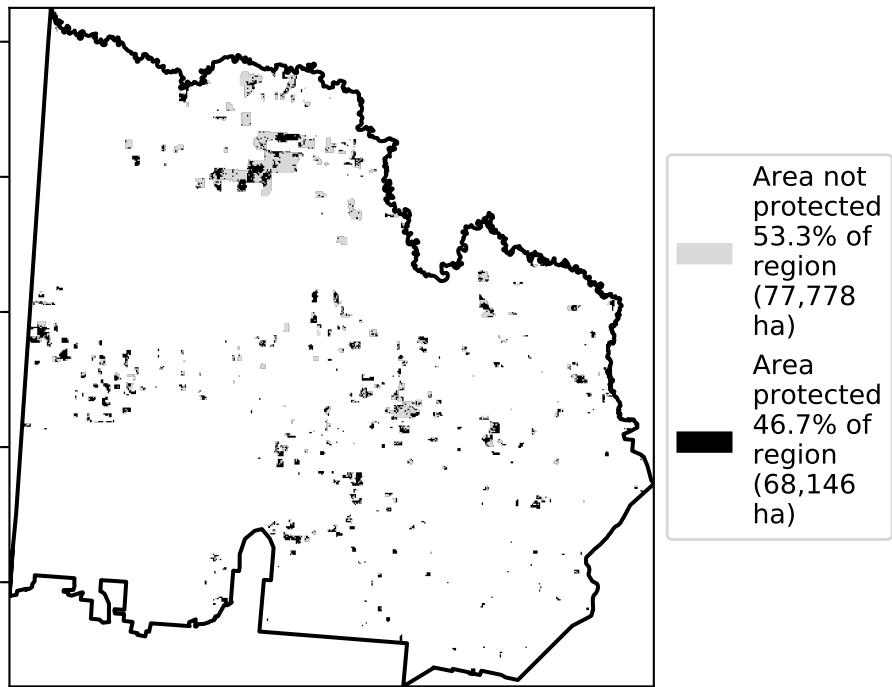 Area not
protected
53.3% of
region
(77,778
ha)
Area
protected
46.7% of
region
(68,146
ha)